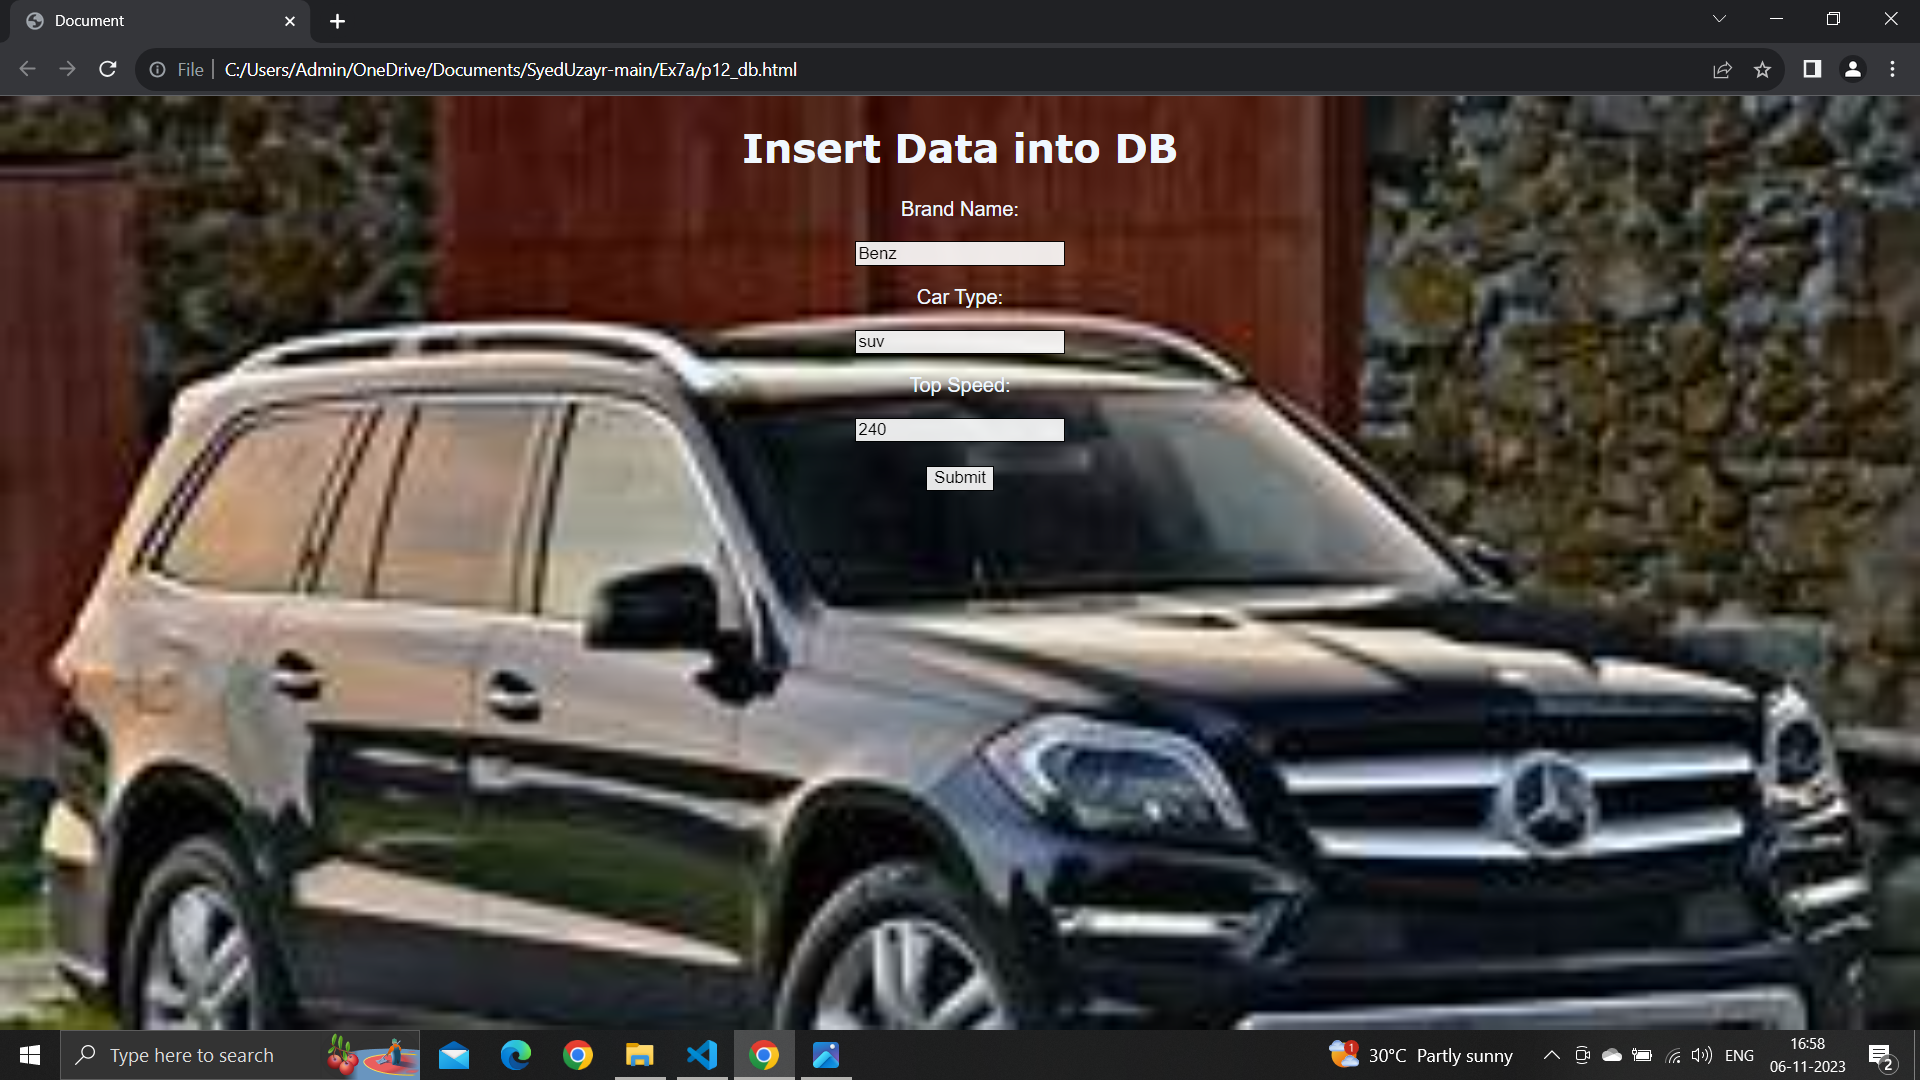 Document
File
C:/Users/Admin/OneDrive/Documents/SyedUzayr-main/Ex7a/p12_db.html
Insert Data into DB
Brand Name:
Benz
Car Type:
suv
Top Speed:
240
Submit
Type here to search
1
30°C Partly sunny
ENG
16:58
06-11-2023
2